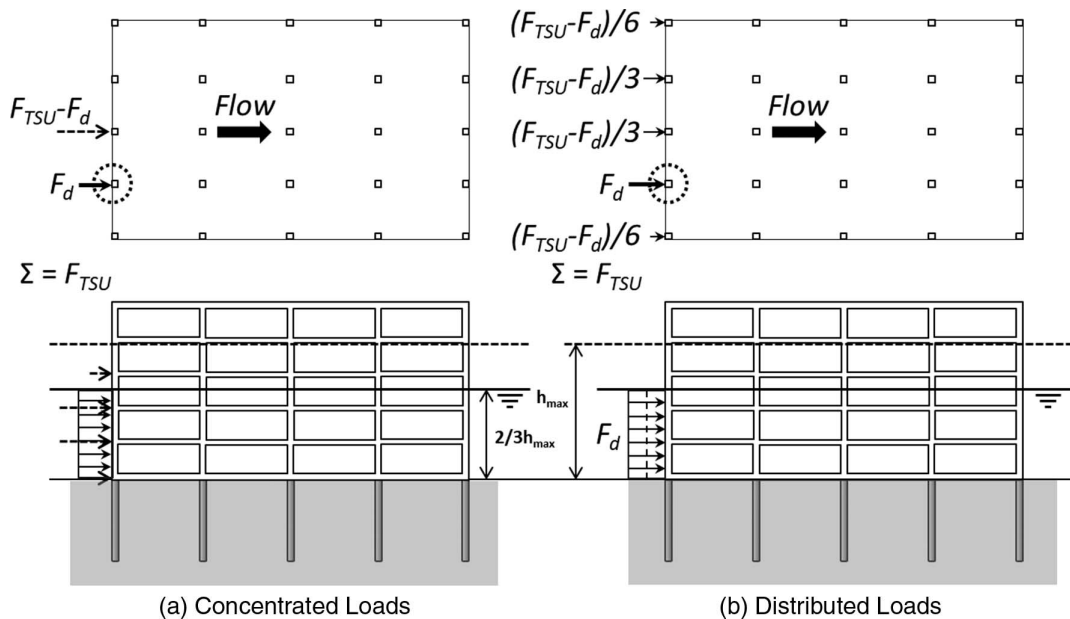 F_TSU-F_d
Flow
F_d
Σ = F_TSU
h_max
2/3h_max
(a) Concentrated Loads
(F_TSU-F_d)/6
(F_TSU-F_d)/3
Flow
(F_TSU-F_d)/3
F_d
(F_TSU-F_d)/6
Σ = F_TSU
h_max
F_d
(b) Distributed Loads